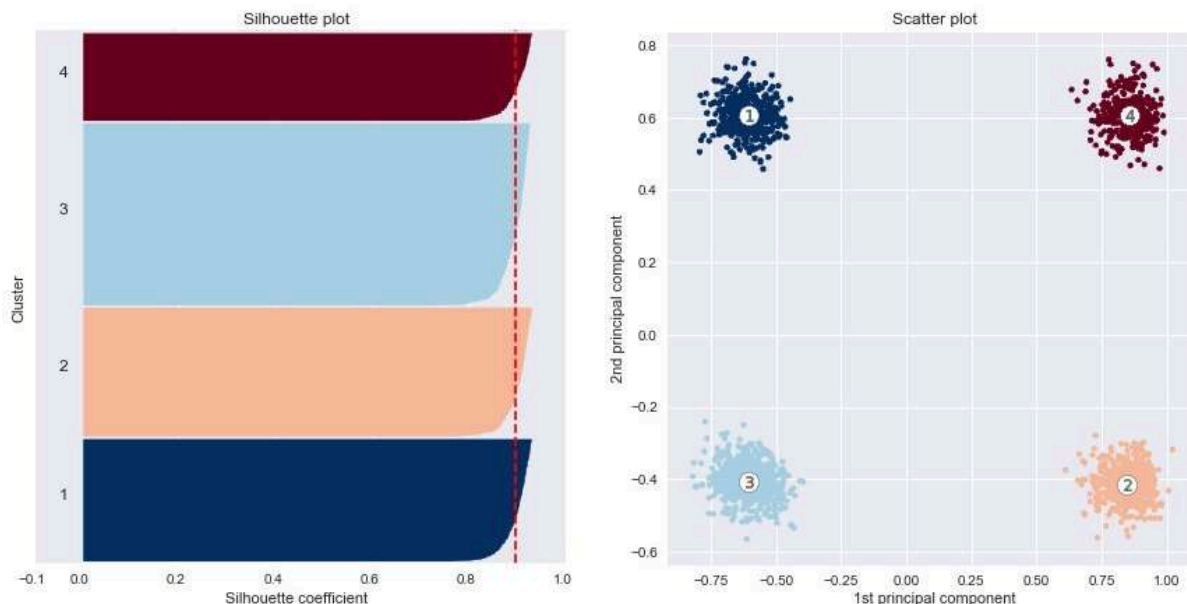 Silhouette plot
4
3
2
1
Cluster
−0.1 0.0 0.2 0.4 0.6 0.8 1.0
Silhouette coefficient
Scatter plot
0.8
0.6
0.4
0.2
0.0
−0.2
−0.4
−0.6
2nd principal component
1
4
3
2
−0.75 −0.50 −0.25 0.00 0.25 0.50 0.75 1.00
1st principal component